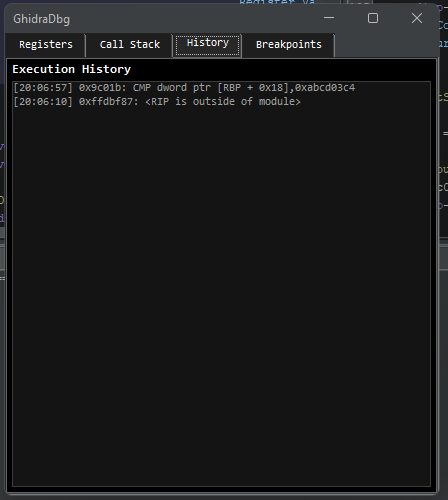 GhidraDbg
Registers Call Stack History Breakpoints
Execution History
[20:06:57] 0x9c01b: CMP dword ptr [RBP + 0x18],0xabcd03c4
[20:06:10] 0xffdbf87: <RIP is outside of module>